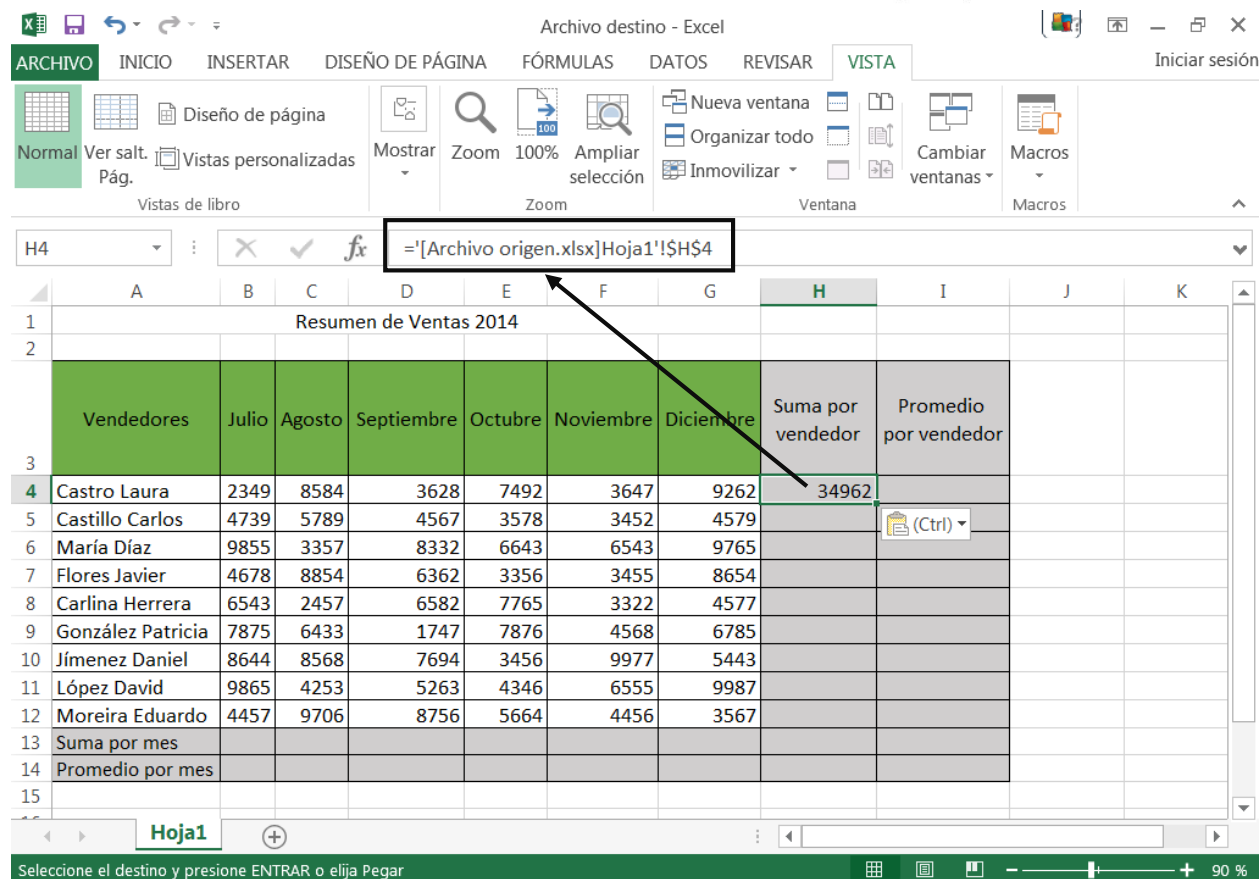 Archivo destino - Excel
ARCHIVO INICIO INSERTAR DISEÑO DE PÁGINA FÓRMULAS DATOS REVISAR VISTA Iniciar sesión
Normal Ver salt. Pág. Diseño de página Vistas personalizadas Mostrar Zoom 100% Ampliar selección Nueva ventana Organizar todo Inmovilizar Cambiar ventanas Macros
Vistas de libro Zoom Ventana Macros
H4 fx ='[Archivo origen.xlsx]Hoja1'!$H$4
A B C D E F G H I J K
1 Resumen de Ventas 2014
2
3 Vendedores Julio Agosto Septiembre Octubre Noviembre Diciembre Suma por vendedor Promedio por vendedor
4 Castro Laura 2349 8584 3628 7492 3647 9262 34962
5 Castillo Carlos 4739 5789 4567 3578 3452 4579 (Ctrl)
6 María Díaz 9855 3357 8332 6643 6543 9765
7 Flores Javier 4678 8854 6362 3356 3455 8654
8 Carlina Herrera 6543 2457 6582 7765 3322 4577
9 González Patricia 7875 6433 1747 7876 4568 6785
10 Jímenez Daniel 8644 8568 7694 3456 9977 5443
11 López David 9865 4253 5263 4346 6555 9987
12 Moreira Eduardo 4457 9706 8756 5664 4456 3567
13 Suma por mes
14 Promedio por mes
15
Hoja1
Seleccione el destino y presione ENTRAR o elija Pegar 90 %